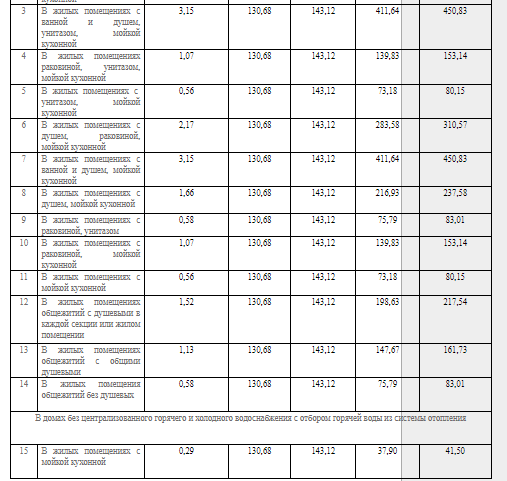 3 В жилых помещениях с 3,15 130,68 143,12 411,64 450,83
ванной и душем,
унитазом, мойкой
кухонной
4 В жилых помещениях 1,07 130,68 143,12 139,83 153,14
раковиной, унитазом,
мойкой кухонной
5 В жилых помещениях с 0,56 130,68 143,12 73,18 80,15
унитазом, мойкой
кухонной
6 В жилых помещениях с 2,17 130,68 143,12 283,58 310,57
душем, раковиной,
мойкой кухонной
7 В жилых помещениях с 3,15 130,68 143,12 411,64 450,83
ванной и душем, мойкой
кухонной
8 В жилых помещениях с 1,66 130,68 143,12 216,93 237,58
душем, мойкой кухонной
9 В жилых помещениях с 0,58 130,68 143,12 75,79 83,01
раковиной, унитазом
10 В жилых помещениях с 1,07 130,68 143,12 139,83 153,14
раковиной, мойкой
кухонной
11 В жилых помещениях с 0,56 130,68 143,12 73,18 80,15
мойкой кухонной
12 В жилых помещениях 1,52 130,68 143,12 198,63 217,54
общежитий с душевыми в
каждой секции или жилом
помещении
13 В жилых помещениях 1,13 130,68 143,12 147,67 161,73
общежитий с общими
душевыми
14 В жилых помещения 0,58 130,68 143,12 75,79 83,01
общежитий без душевых
В домах без централизованного горячего и холодного водоснабжения с отбором горячей воды из системы отопления
15 В жилых помещениях с 0,29 130,68 143,12 37,90 41,50
мойкой кухонной